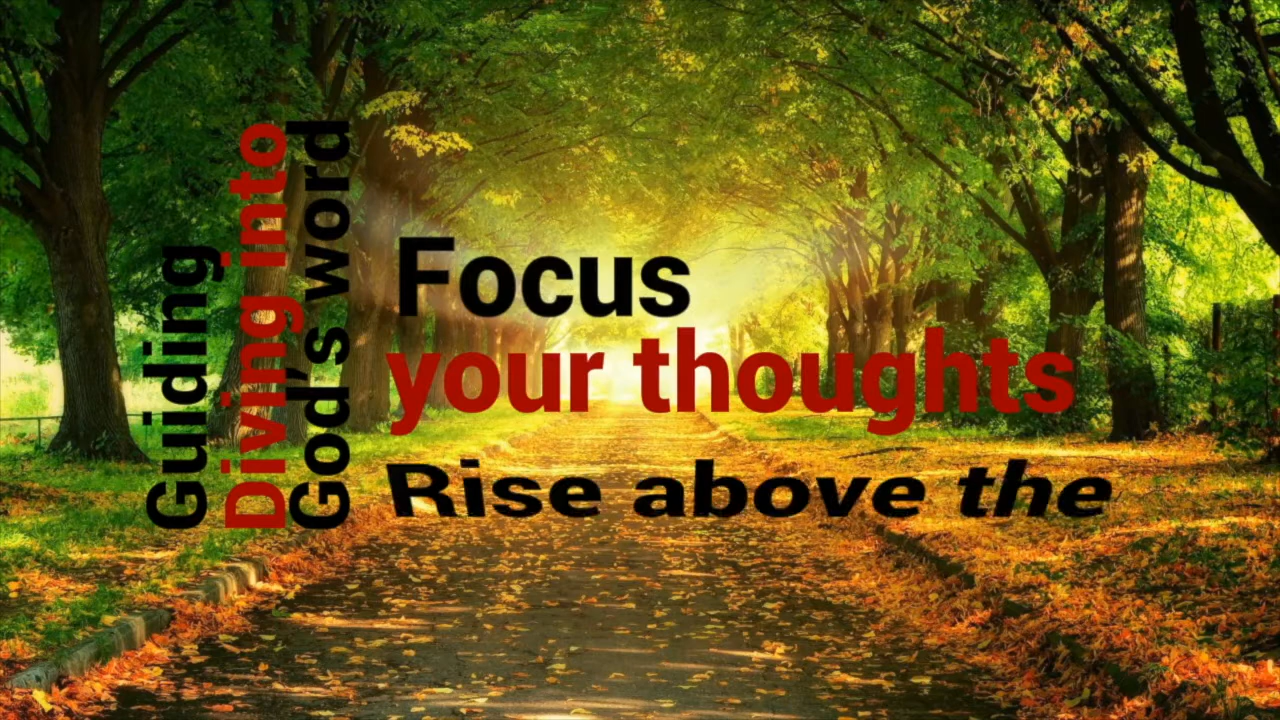 Guiding
Diving into
God's word
Focus
your thoughts
Rise above the